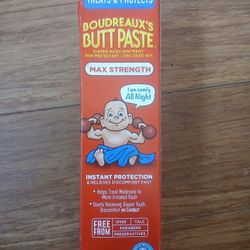 TREATS & PROTECTS
BOUDREAUX'S
BUTT PASTE
DIAPER RASH OINTMENT
SKIN PROTECTANT / ZINC OXIDE 40%
MAX STRENGTH
I am comfy
All Night
INSTANT PROTECTION
& RELIEVES DISCOMFORT FAST
• Helps Treat Moderate to
More Irritated Rash
• Starts Relieving Diaper Rash
Discomfort on Contact
FREE
FROM
DYES
TALC
PARABENS
PRESERVATIVES